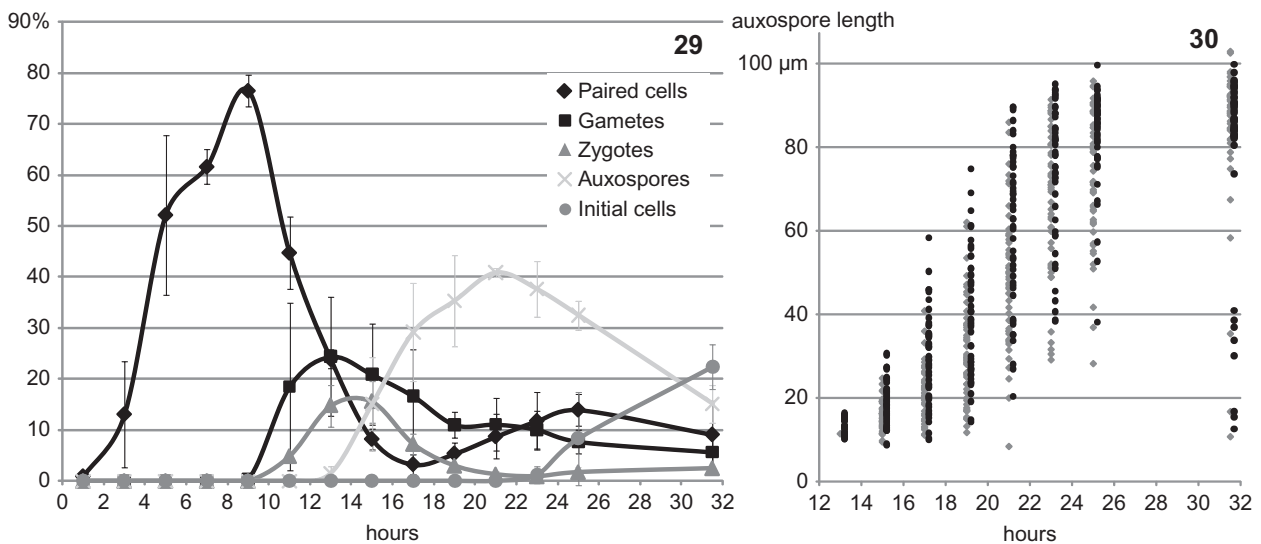 90%
80
70
60
50
40
30
20
10
0
0 2 4 6 8 10 12 14 16 18 20 22 24 26 28 30 32
hours
29
Paired cells
Gametes
Zygotes
Auxospores
Initial cells
auxospore length
30
100 µm
80
60
40
20
0
12 14 16 18 20 22 24 26 28 30 32
hours